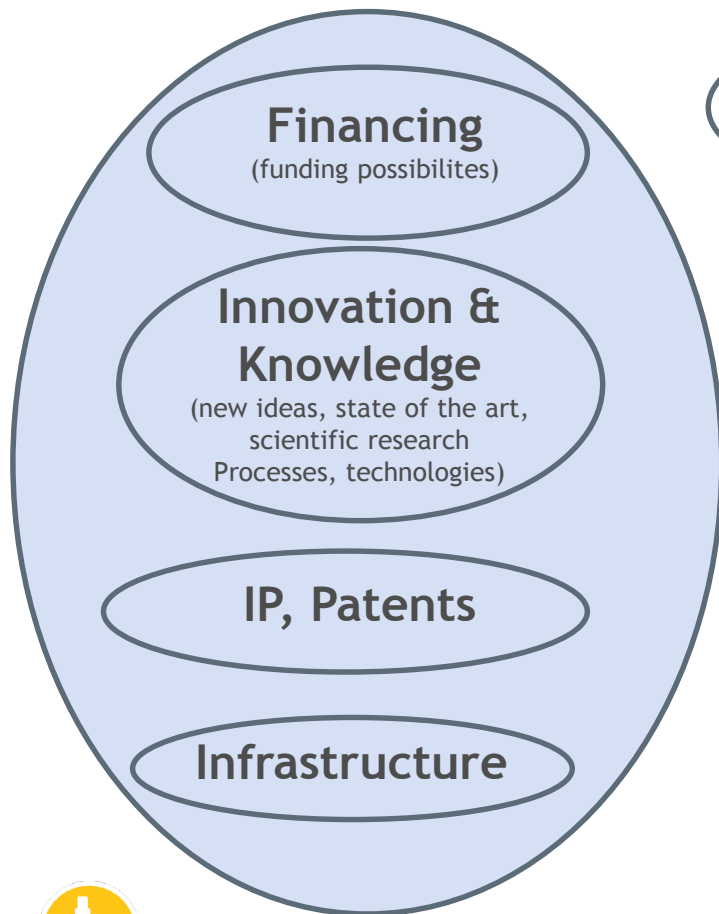 Financing
(funding possibilites)
Innovation &
Knowledge
(new ideas, state of the art,
scientific research
Processes, technologies)
IP, Patents
Infrastructure